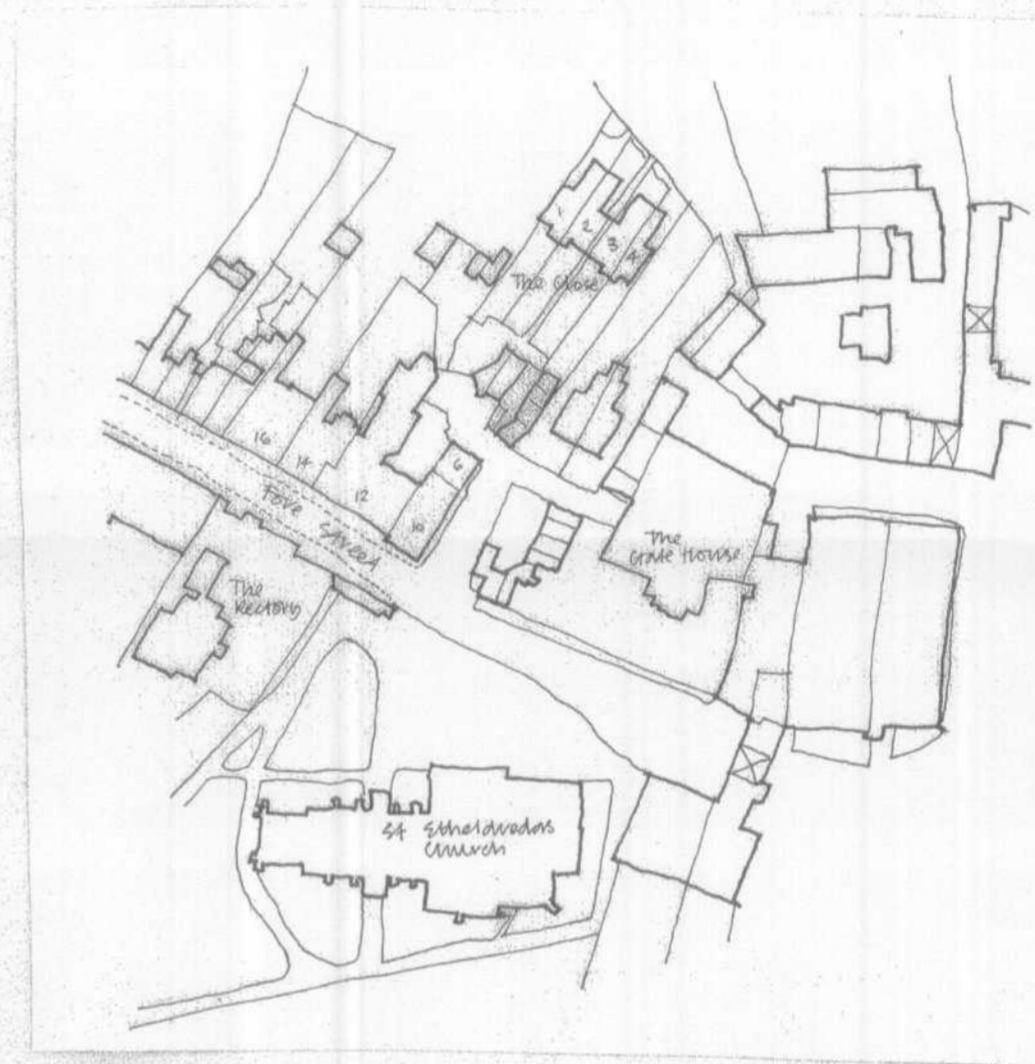 1
2
3
4
The Close
16
14
12
6
10
Fore Street
The
Great House
The
Rectory
St Etheldredas
Church